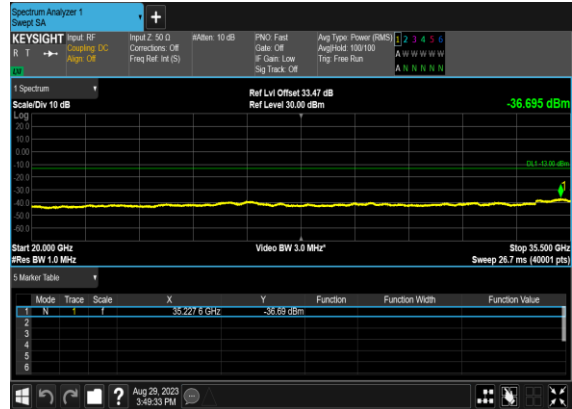 Spectrum Analyzer 1
Swept SA
+
KEYSIGHT Input: RF Input Z: 50 Ω #Atten: 10 dB PNO: Fast Avg Type: Power (RMS) 1 2 3 4 5 6
R T Coupling: DC Corrections: Off Gate: Off Avg|Hold: 100/100 A W W W W W
Align: Off Freq Ref: Int (S) IF Gain: Low Trig: Free Run
Sig Track: Off A N N N N N
1 Spectrum
Ref Lvl Offset 33.47 dB
Scale/Div 10 dB Ref Level 30.00 dBm -36.695 dBm
Log
20.0
10.0
0.00
-10.0 DL1 -13.00 dBm
-20.0
-30.0 1
-40.0
-50.0
-60.0
Start 20.000 GHz Video BW 3.0 MHz* Stop 35.500 GHz
#Res BW 1.0 MHz Sweep 26.7 ms (40001 pts)
5 Marker Table
Mode Trace Scale X Y Function Function Width Function Value
1 N 1 f 35.227 6 GHz -36.69 dBm
2
3
4
5
6
? Aug 29, 2023
3:49:33 PM